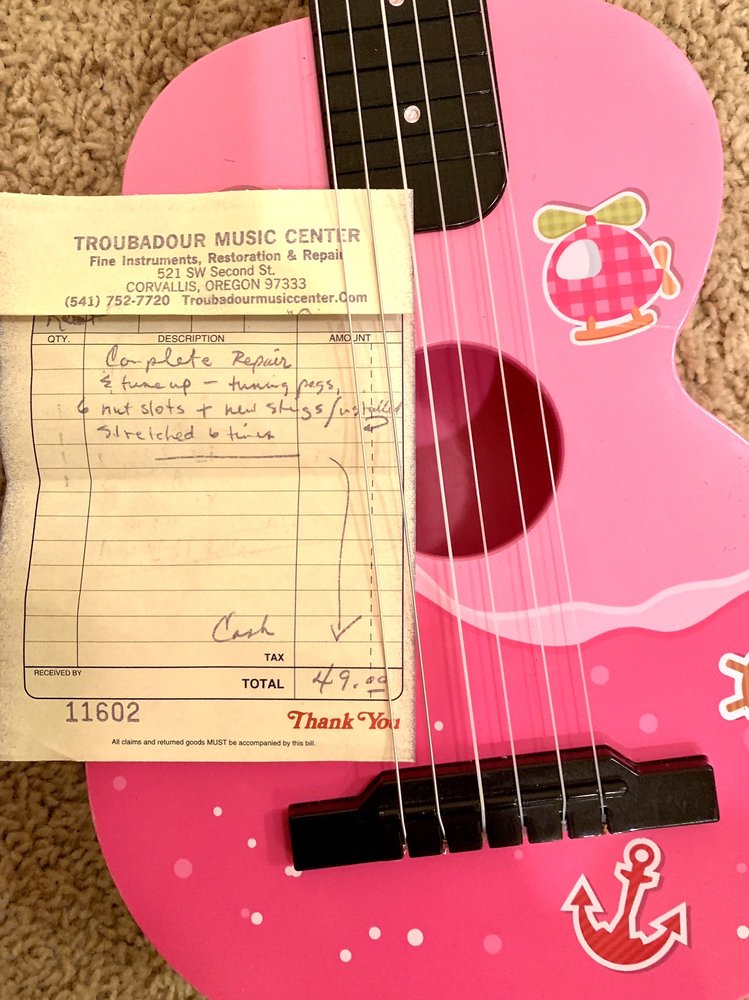 TROUBADOUR MUSIC CENTER
Fine Instruments, Restoration & Repair
521 SW Second St.
CORVALLIS, OREGON 97333
(541) 752-7720 Troubadourmusiccenter.Com
QTY. DESCRIPTION AMOUNT
Complete Repair
& tune up - tuning pegs,
6 nut slots + new stngs/installed
stretched 6 times
Cash
TAX
RECEIVED BY
TOTAL 49.00
11602 Thank You
All claims and returned goods MUST be accompanied by this bill.